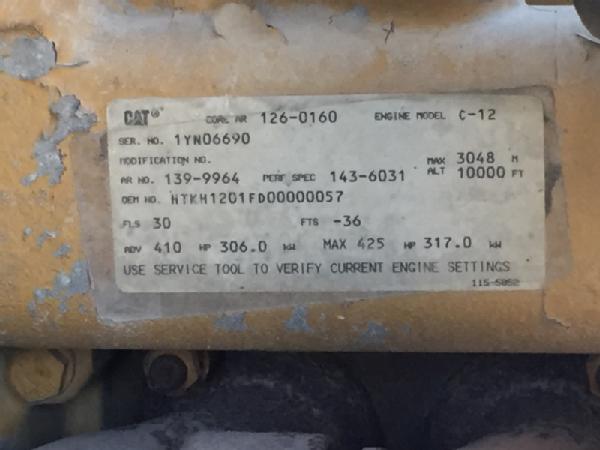 CAT® CORE AR 126-0160 ENGINE MODEL C-12
SER. NO. 1YN06690
MODIFICATION NO. MAX 3048 M
AR NO. 139-9964 PERF SPEC 143-6031 ALT 10000 FT
OEM NO. NTKH1201FD00000057
FLS 30 FTS -36
ADV 410 HP 306.0 kW MAX 425 HP 317.0 kW
USE SERVICE TOOL TO VERIFY CURRENT ENGINE SETTINGS
115-5852